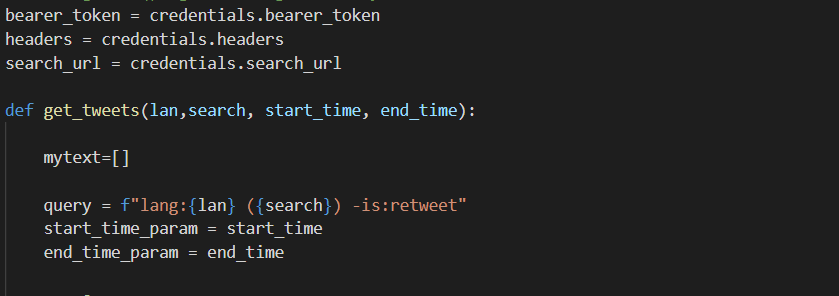 bearer_token = credentials.bearer_token
headers = credentials.headers
search_url = credentials.search_url
def get_tweets(lan,search, start_time, end_time):
mytext=[]
query = f"lang:{lan} ({search}) -is:retweet"
start_time_param = start_time
end_time_param = end_time